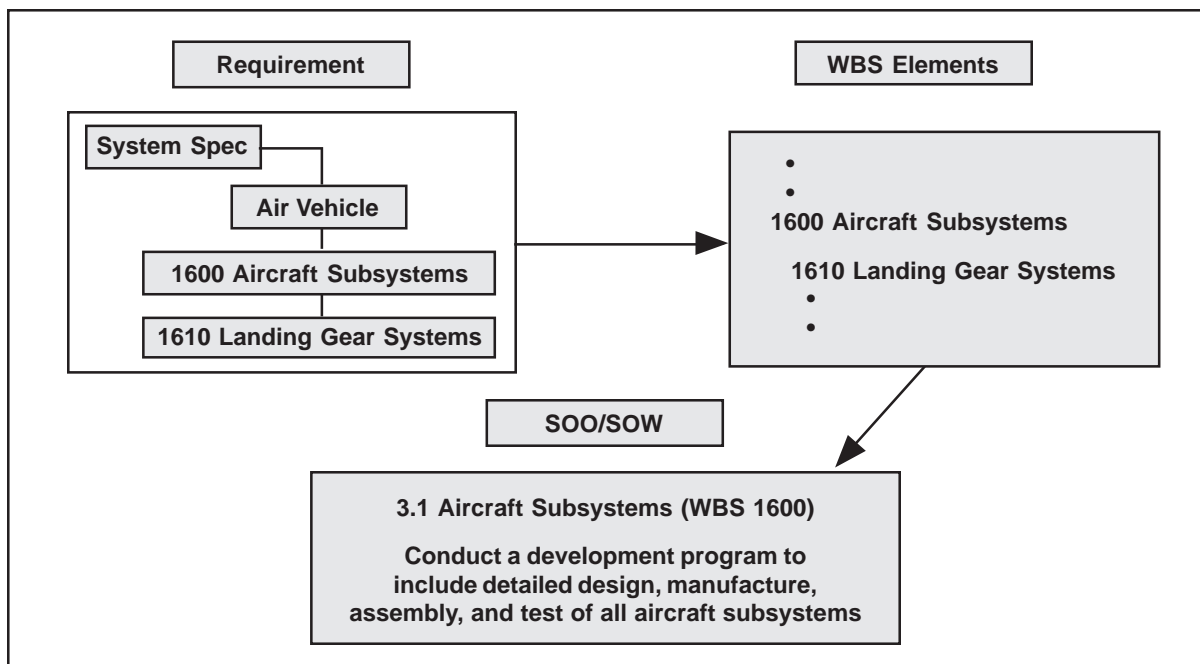 Requirement
System Spec
Air Vehicle
1600 Aircraft Subsystems
1610 Landing Gear Systems
WBS Elements
•
•
1600 Aircraft Subsystems
1610 Landing Gear Systems
•
•
SOO/SOW
3.1 Aircraft Subsystems (WBS 1600)
Conduct a development program to
include detailed design, manufacture,
assembly, and test of all aircraft subsystems